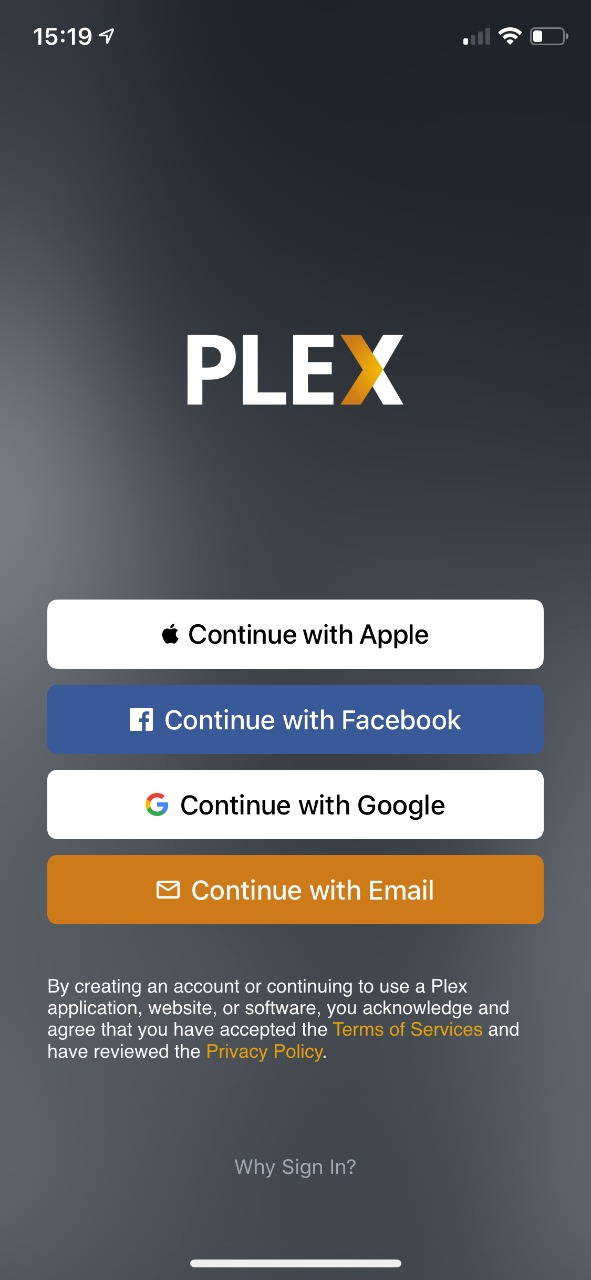 15:19
PLEX
Continue with Apple
Continue with Facebook
Continue with Google
Continue with Email
By creating an account or continuing to use a Plex
application, website, or software, you acknowledge and
agree that you have accepted the Terms of Services and
have reviewed the Privacy Policy.
Why Sign In?